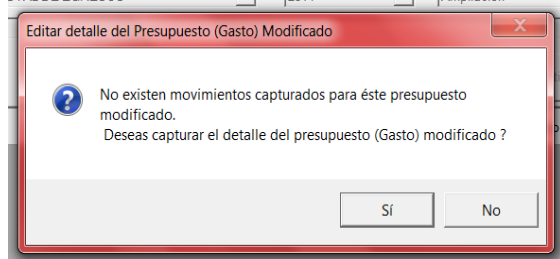 Editar detalle del Presupuesto (Gasto) Modificado
No existen movimientos capturados para éste presupuesto
modificado.
Deseas capturar el detalle del presupuesto (Gasto) modificado ?
Sí
No